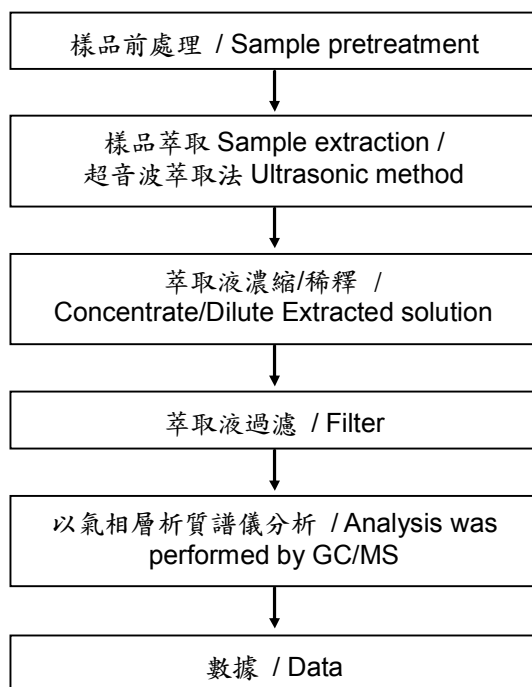 樣品前處理 / Sample pretreatment
樣品萃取 Sample extraction /
超音波萃取法 Ultrasonic method
萃取液濃縮/稀釋 /
Concentrate/Dilute Extracted solution
萃取液過濾 / Filter
以氣相層析質譜儀分析 / Analysis was
performed by GC/MS
數據 / Data